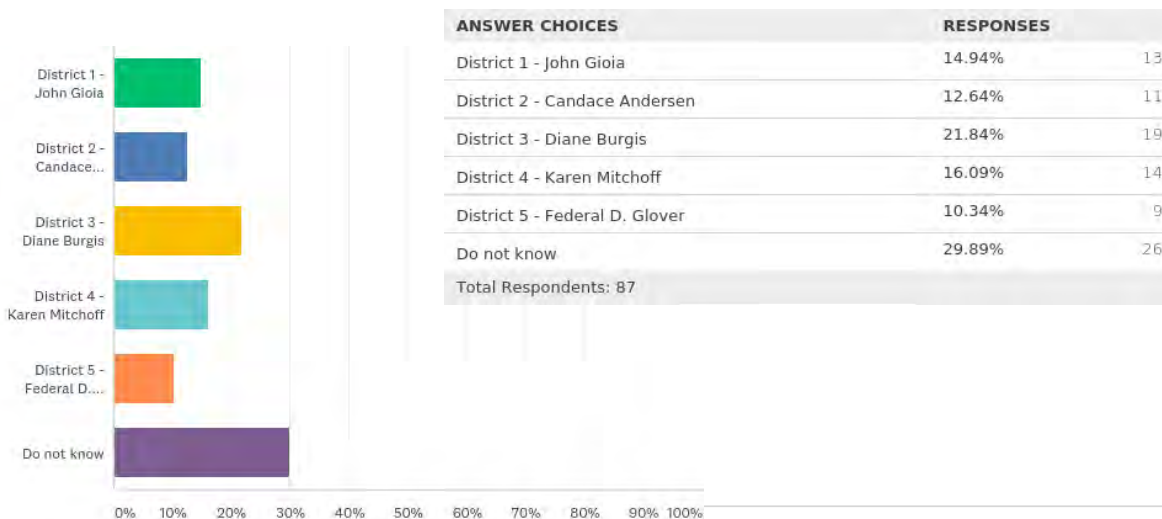 ANSWER CHOICES RESPONSES
District 1 - John Gioia 14.94% 13
District 2 - Candace Andersen 12.64% 11
District 3 - Diane Burgis 21.84% 19
District 4 - Karen Mitchoff 16.09% 14
District 5 - Federal D. Glover 10.34% 9
Do not know 29.89% 26
Total Respondents: 87
District 1 -
John Gioia
District 2 -
Candace...
District 3 -
Diane Burgis
District 4 -
Karen Mitchoff
District 5 -
Federal D....
Do not know
0% 10% 20% 30% 40% 50% 60% 70% 80% 90% 100%